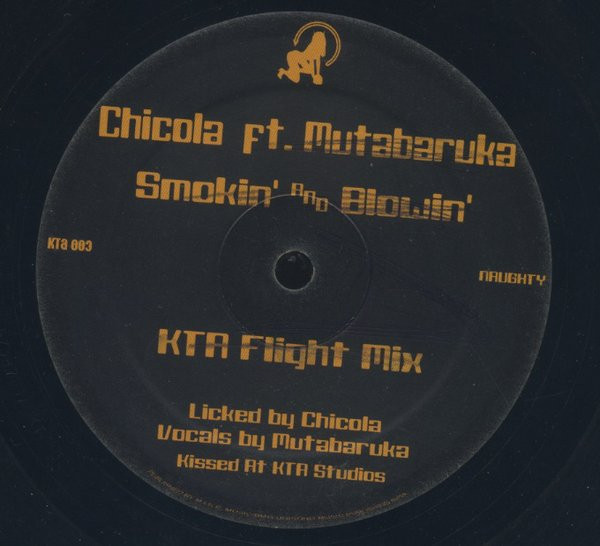 Chicola ft. Mutabaruka
Smokin' AND Blowin'
KTA 003
NAUGHTY
KTA Flight Mix
Licked by Chicola
Vocals by Mutabaruka
Kissed At KTA Studios